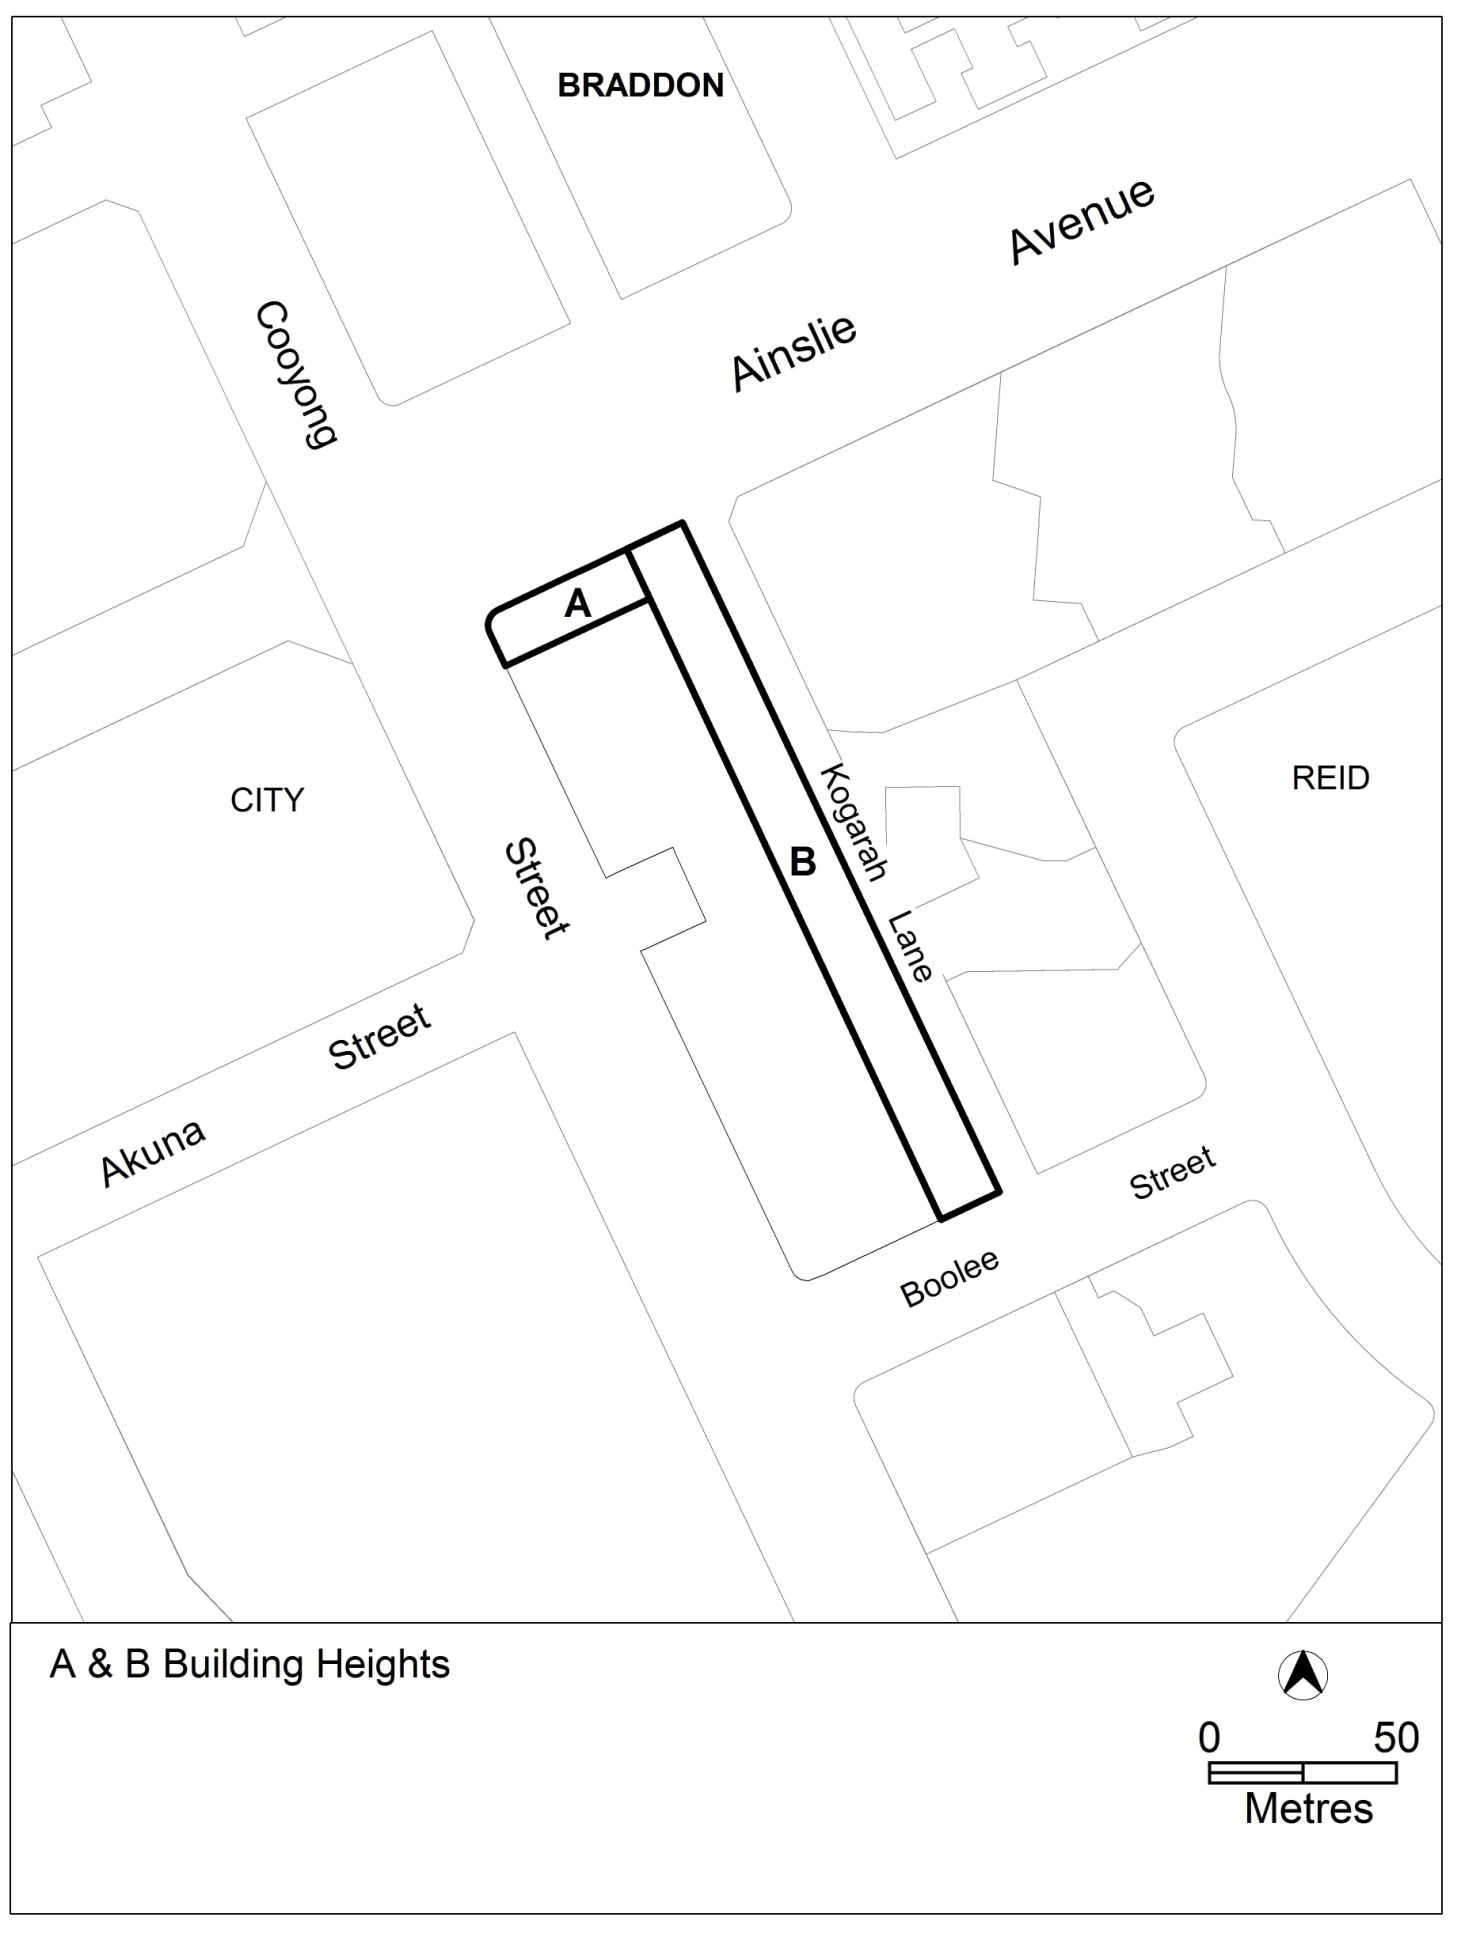 BRADDON
Avenue
Ainslie
Cooyong
A
CITY
REID
Kogarah
B
Street
Lane
Street
Akuna
Street
Boolee
A & B Building Heights
0 50
Metres